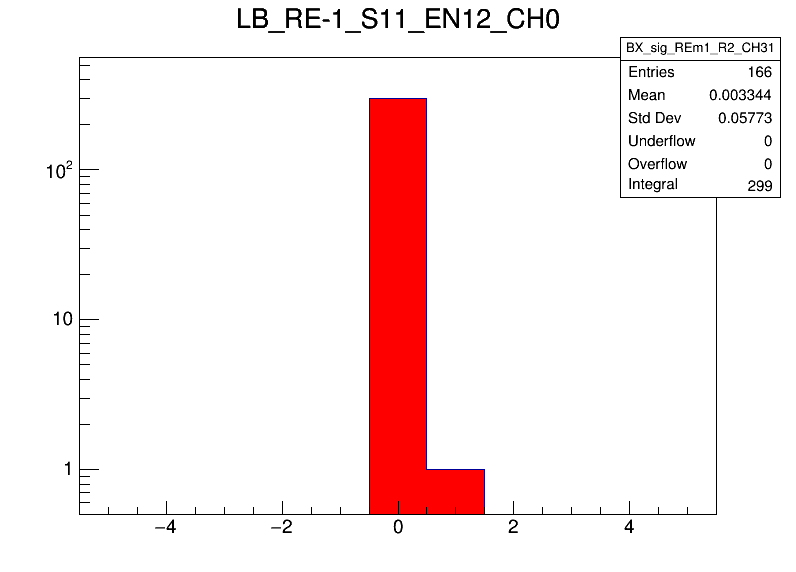 LB_RE-1_S11_EN12_CH0
BX_sig_REm1_R2_CH31
Entries 166
Mean 0.003344
Std Dev 0.05773
Underflow 0
Overflow 0
Integral 299
10²
10
1
−4 −2 0 2 4